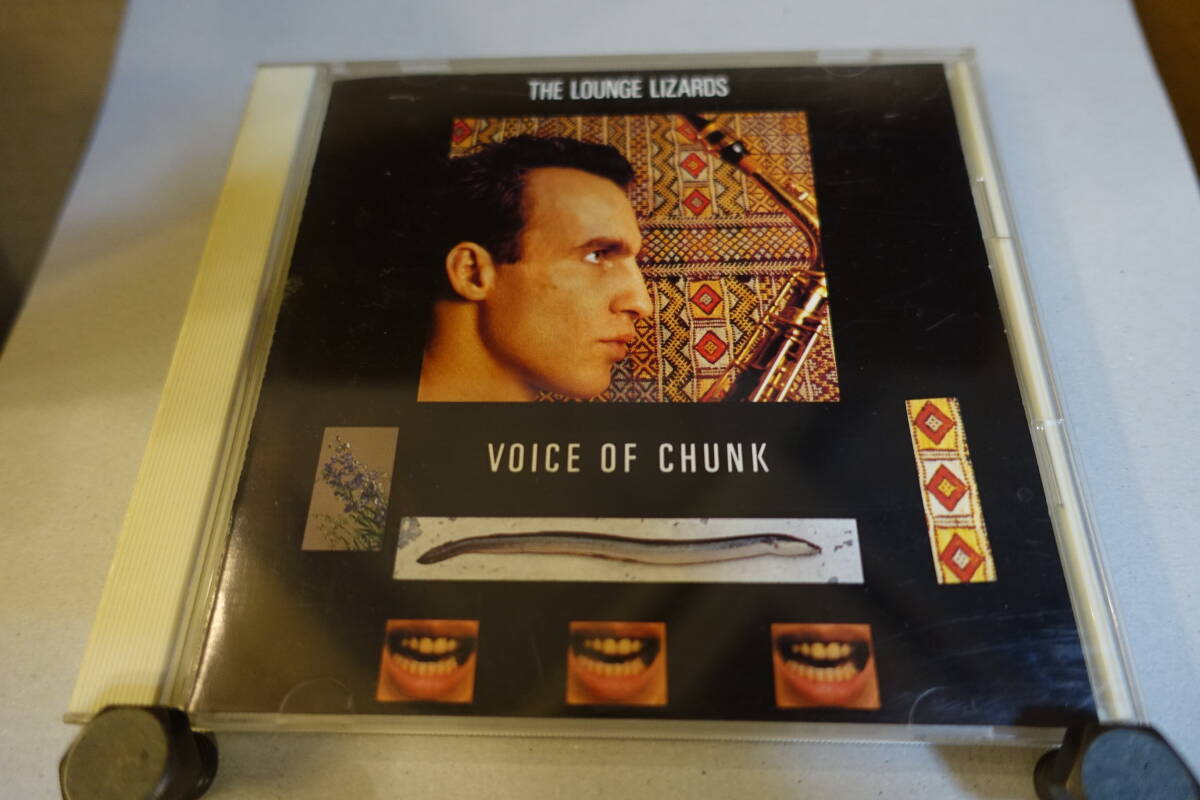 THE LOUNGE LIZARDS
VOICE OF CHUNK